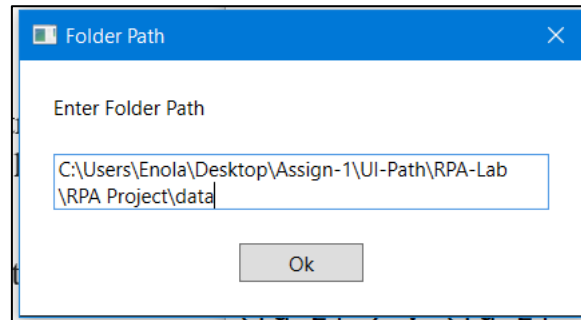 Folder Path
Enter Folder Path
C:\Users\Enola\Desktop\Assign-1\UI-Path\RPA-Lab
\RPA Project\data
Ok